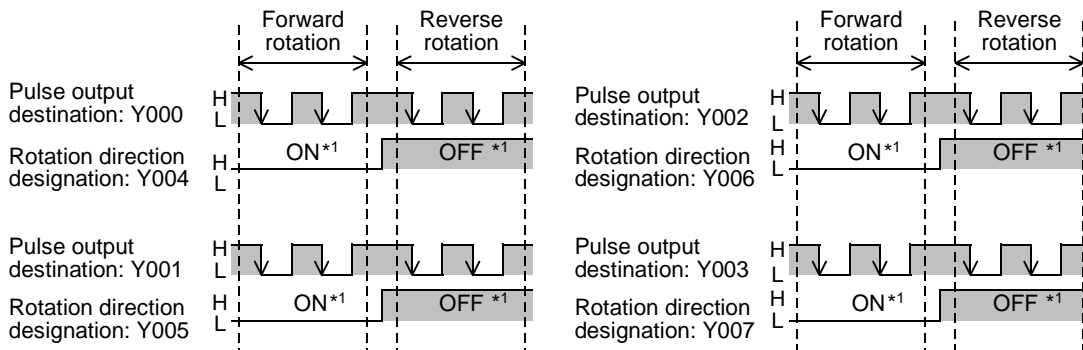 Forward
rotation
Reverse
rotation
Pulse output
destination: Y000
H
L
Rotation direction
designation: Y004
H
L
ON*1
OFF *1
Pulse output
destination: Y001
H
L
Rotation direction
designation: Y005
H
L
ON*1
OFF *1
Forward
rotation
Reverse
rotation
Pulse output
destination: Y002
H
L
Rotation direction
designation: Y006
H
L
ON*1
OFF *1
Pulse output
destination: Y003
H
L
Rotation direction
designation: Y007
H
L
ON*1
OFF *1